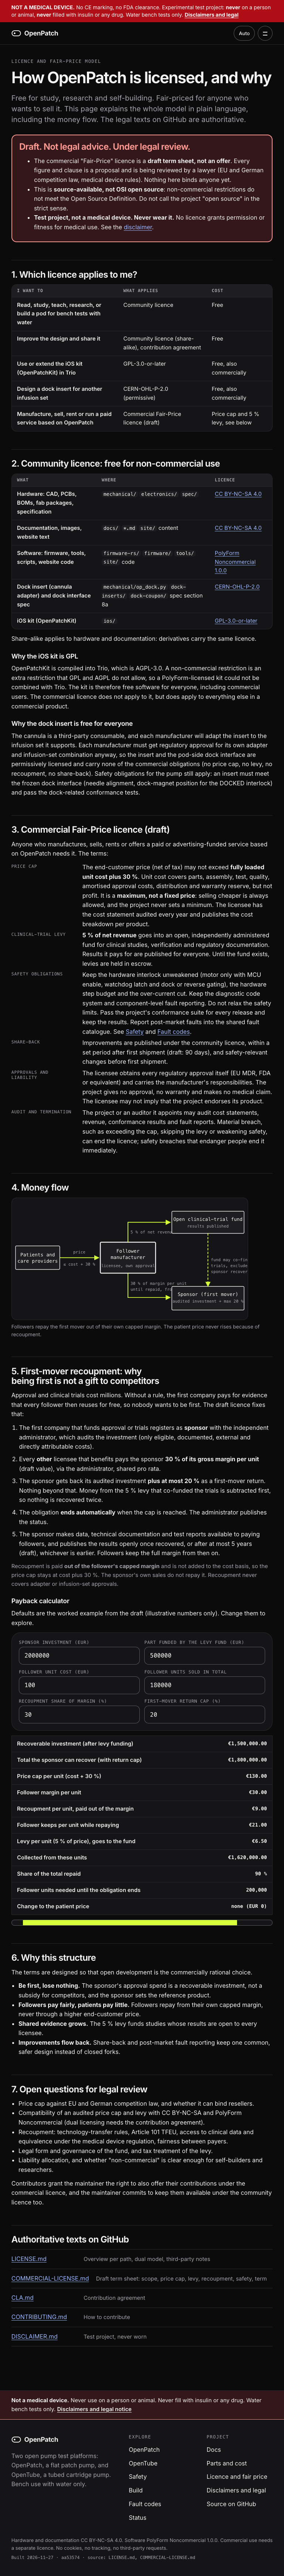 NOT A MEDICAL DEVICE. No CE marking, no FDA clearance: Experimental test project: never on a person
or animal, never filled with insulin or any drug. Water bench tests only. Disclaimers and legal
OpenPatch
Auto
LICENCE AND FAIR-PRICE MODEL
How OpenPatch is licensed, and why
Free for study, research and self-building. Fair-priced for anyone who
wants to sell it. This page explains the whole model in plain language,
including the money flow. The legal texts on GitHub are authoritative.
Draft. Not legal advice. Under legal review.
The commercial "Fair-Price" licence is a draft term sheet, not an offer. Every
figure and clause is a proposal and is being reviewed by a lawyer (EU and German
competition law, medical device rules). Nothing here binds anyone yet.
This is source-available, not OSI open source: non-commercial restrictions do
not meet the Open Source Definition. Do not call the project "open source" in the
strict sense.
Test project, not a medical device. Never wear it. No licence grants permission or
fitness for medical use. See the disclaimer.
1. Which licence applies to me?
I WANT TO
WHAT APPLIES
COST
Read, study, teach, research, or
build a pod for bench tests with
water
Community licence
Free
Improve the design and share it
Community licence (share-
alike), contribution agreement
Free
Use or extend the iOS kit
(OpenPatchKit) in Trio
GPL-3.0-or-later
Free, also
commercially
Design a dock insert for another
infusion set
CERN-OHL-P-2.0
(permissive)
Free, also
commercially
Manufacture, sell, rent or run a paid
service based on OpenPatch
Commercial Fair-Price
licence (draft)
Price cap and 5 %
levy, see below
2. Community licence: free for non-commercial use
WHAT
WHERE
LICENCE
Hardware: CAD, PCBs,
BOMs, fab packages,
specification
mechanical/ electronics/ spec/
CC BY-NC-SA 4.0
Documentation, images,
website text
docs/ *.md site/ content
CC BY-NC-SA 4.0
Software: firmware, tools,
scripts, website code
firmware-rs/ firmware/ tools/
site/ code
PolyForm
Noncommercial
1.0.0
Dock insert (cannula
adapter) and dock interface
spec
mechanical/op_dock.py dock-
inserts/ dock-coupon/ spec section
8a
CERN-OHL-P-2.0
iOS kit (OpenPatchKit)
ios/
GPL-3.0-or-later
Share-alike applies to hardware and documentation: derivatives carry the same licence.
Why the iOS kit is GPL
OpenPatchKit is compiled into Trio, which is AGPL-3.0. A non-commercial restriction is an
extra restriction that GPL and AGPL do not allow, so a PolyForm-licensed kit could not be
combined with Trio. The kit is therefore free software for everyone, including commercial
users. The commercial licence does not apply to it, but does apply to everything else in a
commercial product.
Why the dock insert is free for everyone
The cannula is a third-party consumable, and each manufacturer will adapt the insert to the
infusion set it supports. Each manufacturer must get regulatory approval for its own adapter
and infusion-set combination anyway, so the insert and the pod-side dock interface are
permissively licensed and carry none of the commercial obligations (no price cap, no levy, no
recoupment, no share-back). Safety obligations for the pump still apply: an insert must meet
the frozen dock interface (needle alignment, dock-magnet position for the DOCKED interlock)
and pass the dock-related conformance tests.
3. Commercial Fair-Price licence (draft)
Anyone who manufactures, sells, rents or offers a paid or advertising-funded service based
on OpenPatch needs it. The terms:
PRICE CAP
The end-customer price (net of tax) may not exceed fully loaded
unit cost plus 30 %. Unit cost covers parts, assembly, test, quality,
amortised approval costs, distribution and warranty reserve, but not
profit. It is a maximum, not a fixed price: selling cheaper is always
allowed, and the project never sets a minimum. The licensee has
the cost statement audited every year and publishes the cost
breakdown per product.
CLINICAL-TRIAL LEVY
5 % of net revenue goes into an open, independently administered
fund for clinical studies, verification and regulatory documentation.
Results it pays for are published for everyone. Until the fund exists,
levies are held in escrow.
SAFETY OBLIGATIONS
Keep the hardware interlocks intact (motor power only with MCU
enable, watchdog latch and dock or two-essentry gating), the hardware
step budget and the over-current cut-out. Keep the diagnostic code
system and component-level fault reporting. Do not relax the safety
limits. Pass the project's conformance suite for every release and
keep the results. Report post-market faults into the shared fault
catalogue. See Safety and Fault codes.
SHARE-BACK
Improvements are published under the community licence, within a
set period after first shipment (draft: 90 days), and safety-relevant
changes before first shipment.
APPROVALS AND
LIABILITY
The licensee obtains every regulatory approval itself (EU MDR, FDA
or equivalent) and carries the manufacturer's responsibilities. The
project gives no approval, no warranty and makes no medical claim.
The licensee may not state that the project endorses its product.
AUDIT AND TERMINATION
The project or an auditor it appoints may audit cost statements,
revenue, conformance results and fault reports. Material breach,
such as exceeding the cap, skipping the levy or weakening safety,
can end the licence; safety breaches that endanger people end it
immediately.
4. Money flow
Patients and
care providers
price
≤ cost + 30 %
Follower
manufacturer
licensee, own approval
5 % of net reven
Open clinical-trial fund
results published
30 % of margin per unit
fund may co-fin
Sponsor (first mover)
audited investment + max 20 %
Followers repay the first mover out of their own capped margin. The patient price never rises because of
recoupment.
5. First-mover recoupment: why
being first is not a gift to competitors
Approval and clinical trials cost millions. Without a rule, the first company pays for evidence
that every follower then reuses for free, so nobody wants to be first. The draft licence fixes
that:
1. The first company that funds approval or trials registers as sponsor with the independent
administrator, which audits the investment (only eligible, documented, external and
directly attributable costs).
2. Every other licensee that benefits pays the sponsor 30 % of its gross margin per unit
(draft value), via the administrator, shared pro rata.
3. The sponsor gets back its audited investment plus at most 20 % as a first-mover return.
Nothing beyond that. Money from the 5 % levy that co-funded the trials is subtracted first,
so nothing is recovered twice.
4. The obligation ends automatically when the cap is reached. The administrator publishes
the status.
5. The sponsor makes data, technical documentation and test reports available to paying
followers, and publishes the results openly once recovered, or after at most 5 years
(draft), whichever is earlier. Followers keep the full margin from then on.
Recoupment is paid out of the follower's capped margin and is not added to the cost basis, so the
price cap stays at cost plus 30 %. The sponsor's own sales do not repay it. Recoupment never
covers adapter or infusion-set approvals.
Payback calculator
Defaults are the worked example from the draft (illustrative numbers only). Change them to
explore.
SPONSOR INVESTMENT (EUR)
PART FUNDED BY THE LEVY FUND (EUR)
2000000
500000
FOLLOWER UNIT COST (EUR)
FOLLOWER UNITS SOLD IN TOTAL
100
180000
RECOUPMENT SHARE OF MARGIN (%)
FIRST-MOVER RETURN CAP (%)
30
20
Recoverable investment (after levy funding) €1,500,000.00
Total the sponsor can recover (with return cap) €1,800,000.00
Price cap per unit (cost + 30 %) €130.00
Follower margin per unit €30.00
Recoupment per unit, paid out of the margin €9.00
Follower keeps per unit while repaying €21.00
Levy per unit (5 % of price), goes to the fund €6.50
Collected from these units €1,620,000.00
Share of the total repaid 90 %
Follower units needed until the obligation ends 200,000
Change to the patient price none (EUR 0)
6. Why this structure
The terms are designed so that open development is the commercially rational choice.
Be first, lose nothing. The sponsor's approval spend is a recoverable investment, not a
subsidy for competitors, and the sponsor sets the reference product.
Followers pay fairly, patients pay little. Followers repay from their own capped margin,
never through a higher end-customer price.
Shared evidence grows. The 5 % levy funds studies whose results are open to every
licensee.
Improvements flow back. Share-back and post-market fault reporting keep one common,
safer design instead of closed forks.
7. Open questions for legal review
Price cap against EU and German competition law, and whether it can bind resellers.
Compatibility of an audited price cap and levy with CC BY-NC-SA and PolyForm
Noncommercial (dual licensing needs the contribution agreement).
Recoupment: technology-transfer rules, Article 101 TFEU, access to clinical data and
equivalence under the medical device regulation, fairness between payers.
Legal form and governance of the fund, and tax treatment of the levy.
Liability allocation, and whether "non-commercial" is clear enough for self-builders and
researchers.
Contributors grant the maintainer the right to also offer their contributions under the
commercial licence, and the maintainer commits to keep them available under the community
licence too.
Authoritative texts on GitHub
LICENSE.md Overview per path, dual model, third-party notes
COMMERCIAL-LICENSE.md Draft term sheet: scope, price cap, levy, recoupment, safety, term
CLA.md Contribution agreement
CONTRIBUTING.md How to contribute
DISCLAIMER.md Test project, never worn
Not a medical device. Never use on a person or animal. Never fill with insulin or any drug. Water
bench tests only. Disclaimers and legal notice
OpenPatch
Two open pump test platforms:
OpenPatch, a flat patch pump, and
OpenTube, a tubed cartridge pump.
Bench use with water only.
EXPLORE
OpenPatch
OpenTube
Safety
Build
Fault codes
Status
PROJECT
Docs
Parts and cost
Licence and fair price
Disclaimers and legal
Source on GitHub
Hardware and documentation CC BY-NC-SA 4.0. Software PolyForm Noncommercial 1.0.0. Commercial use needs
a separate licence. No cookies, no tracking, no third-party requests.